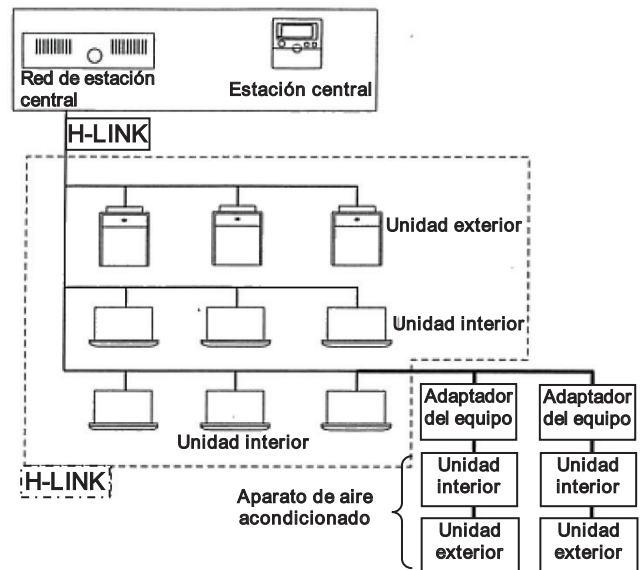 Red de estación
central
Estación central
H-LINK
Unidad exterior
Unidad interior
Unidad interior
H-LINK
Adaptador
del equipo
Adaptador
del equipo
Unidad
interior
Unidad
interior
Aparato de aire
acondicionado
Unidad
exterior
Unidad
exterior